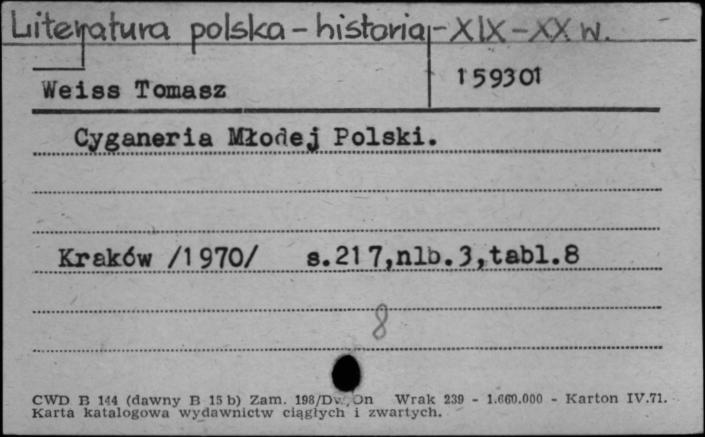 Literatura polska - historia - XIX-XX w.
Weiss Tomasz
159301
Cyganeria Młodej Polski.
Kraków /1970/ s.217,nlb.3,tabl.8
8
CWD B 144 (dawny B 15 b) Zam. 198/Dw. On Wrak 239 - 1.660.000 - Karton IV.71.
Karta katalogowa wydawnictw ciągłych i zwartych.